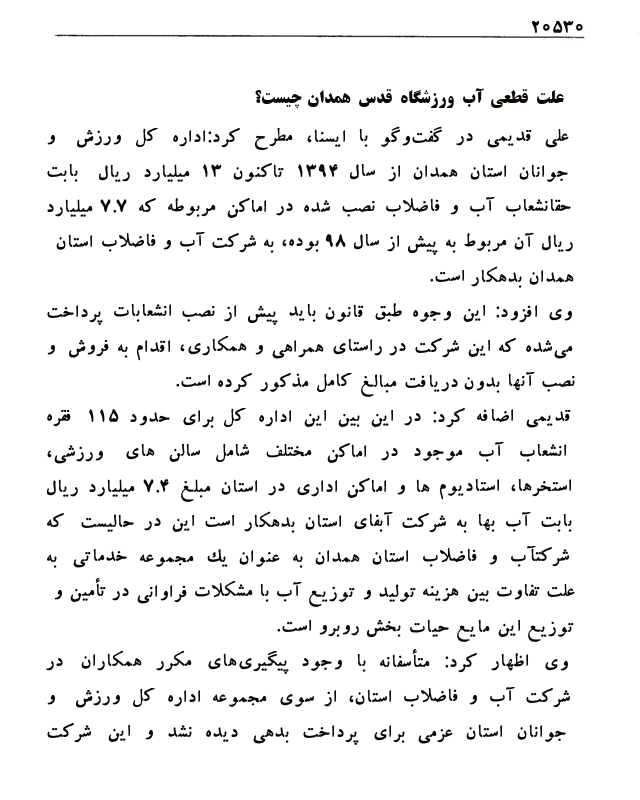 ۲۰۵۳۰
علت قطعی آب ورزشگاه قدس همدان چیست؟
علی قدیمی در گفت‌وگو با ایسنا، مطرح کرد:اداره کل ورزش و
جوانان استان همدان از سال ۱۳۹۴ تاکنون ۱۳ میلیارد ریال بابت
حقانشعاب آب و فاضلاب نصب شده در اماکن مربوطه که ۷.۷ میلیارد
ریال آن مربوط به پیش از سال ۹۸ بوده، به شرکت آب و فاضلاب استان
همدان بدهکار است.
وی افزود: این وجوه طبق قانون باید پیش از نصب انشعابات پرداخت
می‌شده که این شرکت در راستای همراهی و همکاری، اقدام به فروش و
نصب آنها بدون دریافت مبالغ کامل مذکور کرده است.
قدیمی اضافه کرد: در این بین این اداره کل برای حدود ۱۱۵ فقره
انشعاب آب موجود در اماکن مختلف شامل سالن های ورزشی،
استخرها، استادیوم ها و اماکن اداری در استان مبلغ ۷.۴ میلیارد ریال
بابت آب بها به شرکت آبفای استان بدهکار است این در حالیست که
شرکتآب و فاضلاب استان همدان به عنوان یك مجموعه خدماتی به
علت تفاوت بین هزینه تولید و توزیع آب با مشکلات فراوانی در تأمین و
توزیع این مایع حیات بخش روبرو است.
وی اظهار کرد: متأسفانه با وجود پیگیری‌های مکرر همکاران در
شرکت آب و فاضلاب استان، از سوی مجموعه اداره کل ورزش و
جوانان استان عزمی برای پرداخت بدهی دیده نشد و این شرکت